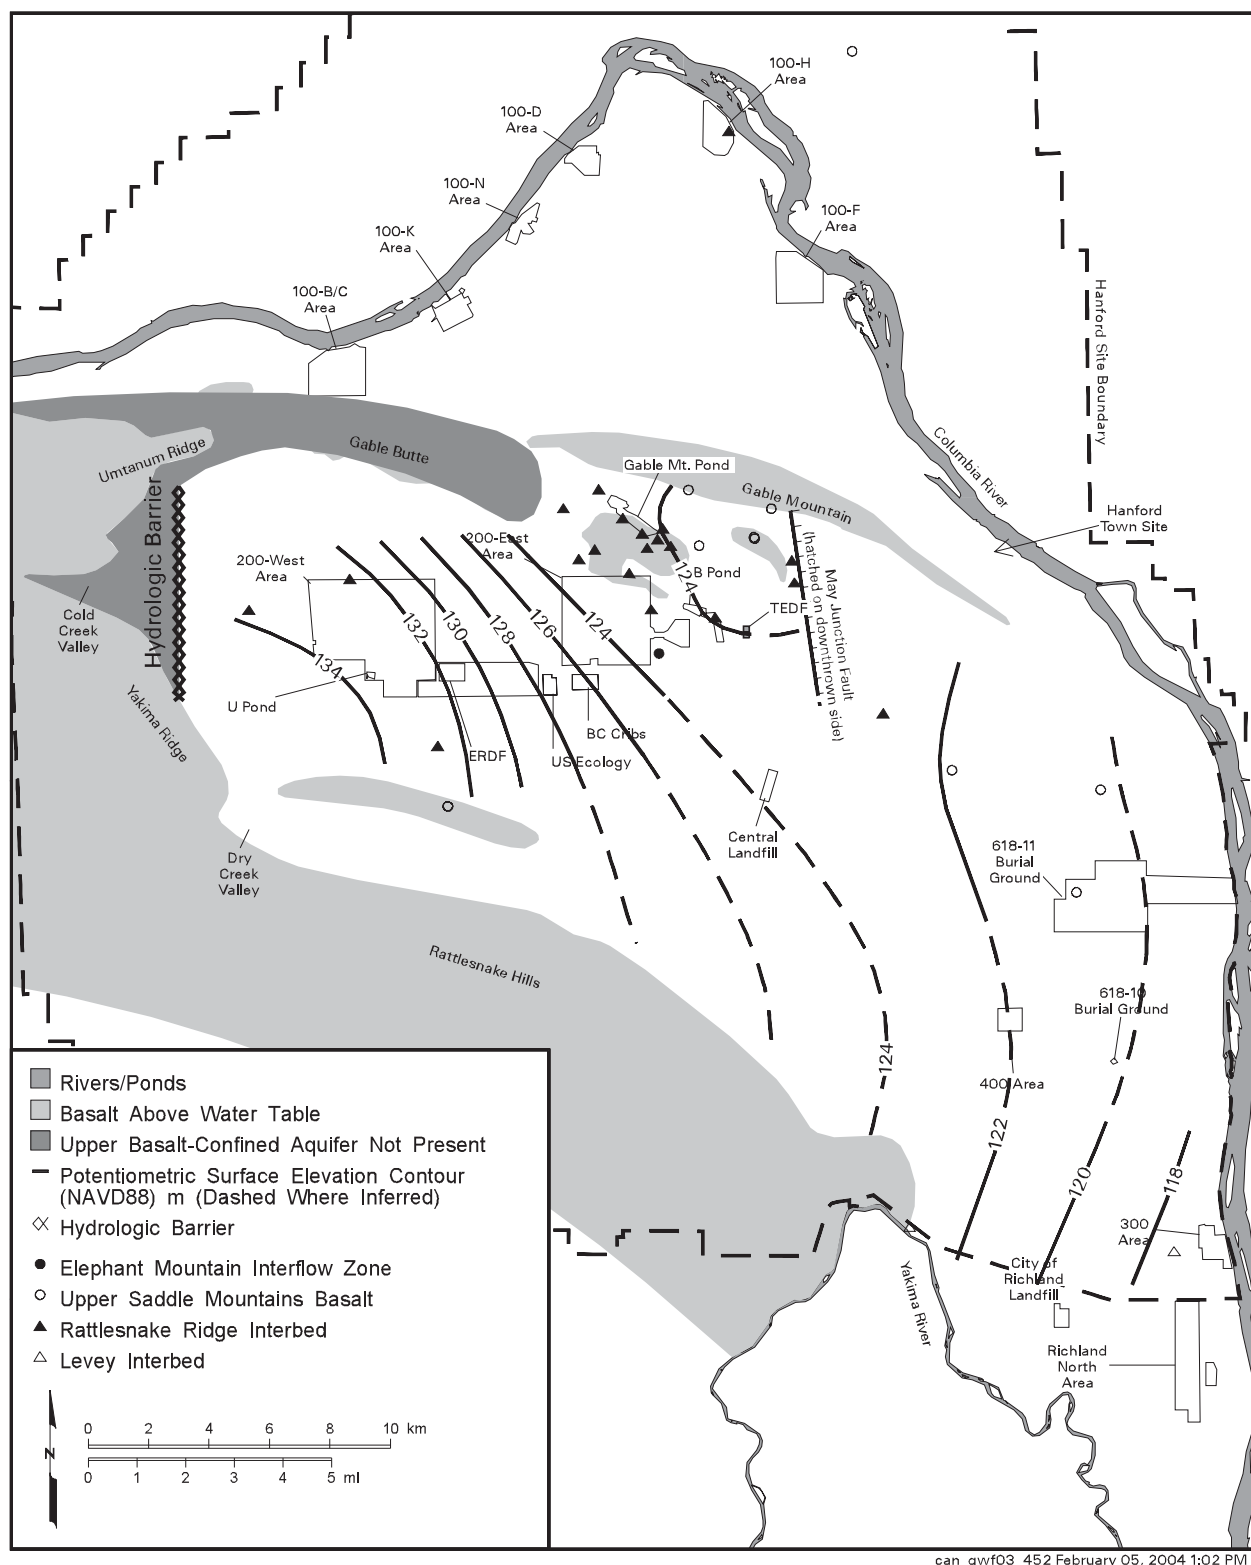 100-H
Area
100-D
Area
100-N
Area
100-F
Area
100-K
Area
100-B/C
Area
Hanford Site Boundary
Columbia River
Umtanum Ridge
Gable Butte
Gable Mt. Pond
Gable Mountain
Hanford
Town Site
Hydrologic Barrier
200-West
Area
200-East
Area
B Pond
TEDF
May Junction Fault
(hatched on downthrown side)
Cold
Creek
Valley
Yakima Ridge
U Pond
134
132
130
128
126
124
124
ERDF
US Ecology
BC Cribs
Central
Landfill
Dry
Creek
Valley
Rattlesnake Hills
618-11
Burial
Ground
618-10
Burial Ground
400 Area
124
122
120
118
300
Area
City of
Richland
Landfill
Yakima River
Richland
North
Area
Rivers/Ponds
Basalt Above Water Table
Upper Basalt-Confined Aquifer Not Present
Potentiometric Surface Elevation Contour
(NAVD88) m (Dashed Where Inferred)
Hydrologic Barrier
Elephant Mountain Interflow Zone
Upper Saddle Mountains Basalt
Rattlesnake Ridge Interbed
Levey Interbed
N
0 2 4 6 8 10 km
0 1 2 3 4 5 mi
can_gwf03_452 February 05, 2004 1:02 PM